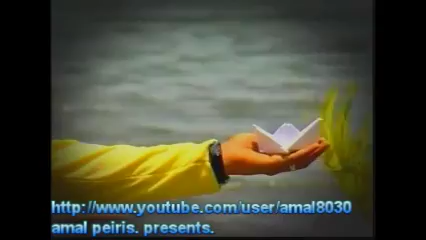 http://www.youtube.com/user/amal8030
amal peiris. presents.